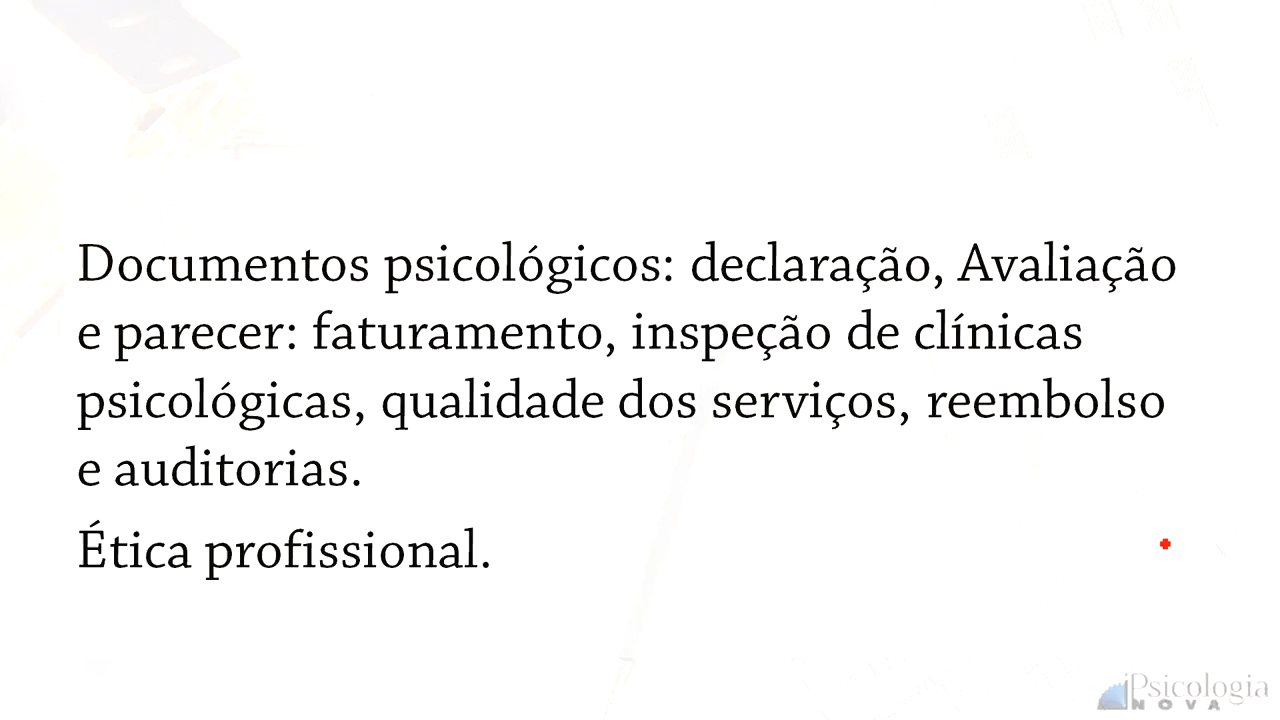 Documentos psicológicos: declaração, Avaliação
e parecer: faturamento, inspeção de clínicas
psicológicas, qualidade dos serviços, reembolso
e auditorias.
Ética profissional.
Psicologia
NOVA